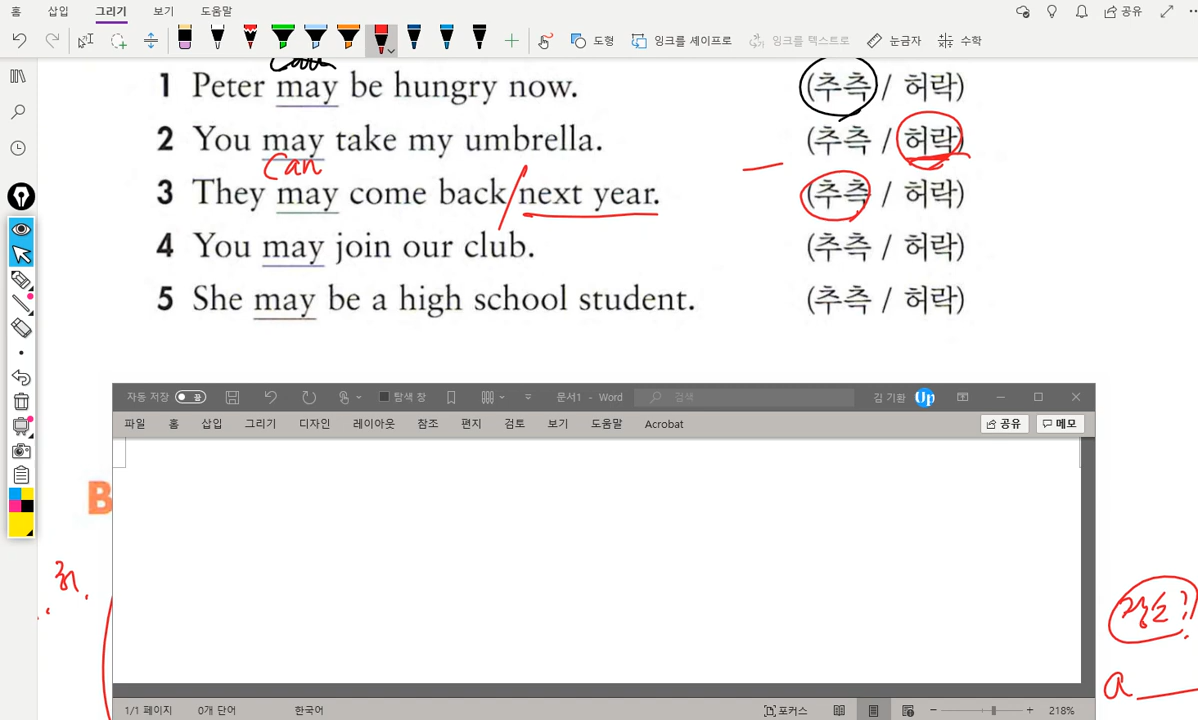 홈 삽입 그리기 보기 도움말 공유
도형 잉크를 셰이프로 잉크를 텍스트로 눈금자 수학
1 Peter may be hungry now. (추측 / 허락)
2 You may take my umbrella. (추측 / 허락)
can
3 They may come back / next year. (추측 / 허락)
4 You may join our club. (추측 / 허락)
5 She may be a high school student. (추측 / 허락)
자동 저장 끔 탐색 창 문서1 - Word 검색 김 기환 Up
파일 홈 삽입 그리기 디자인 레이아웃 참조 편지 검토 보기 도움말 Acrobat 공유 메모
B
a
1/1 페이지 0개 단어 한국어 포커스 218%